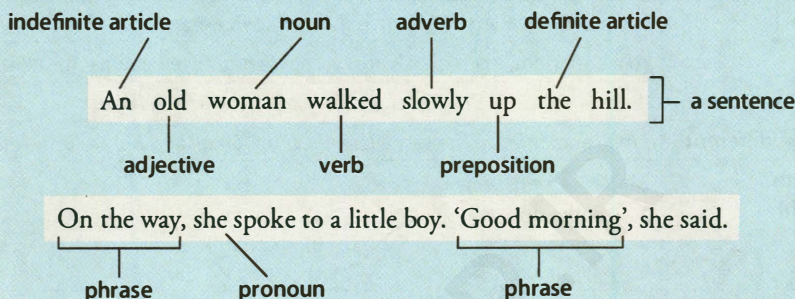 indefinite article noun adverb definite article
An old woman walked slowly up the hill. a sentence
adjective verb preposition
On the way, she spoke to a little boy. ‘Good morning’, she said.
phrase pronoun phrase